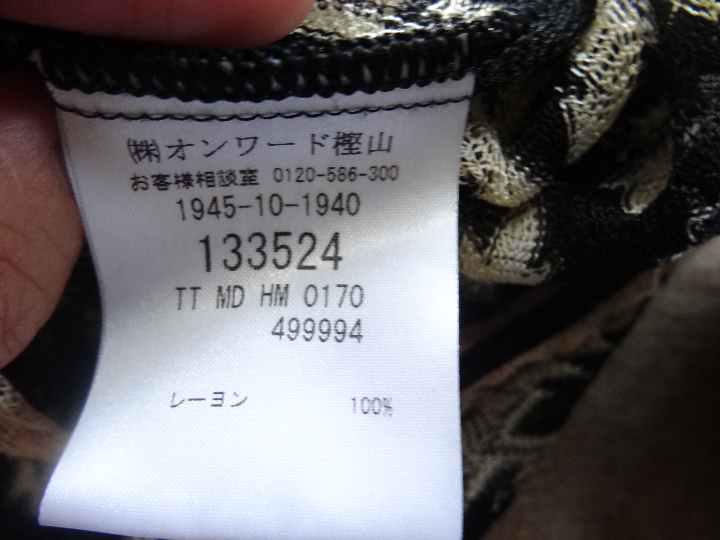 ㈱オンワード樫山
お客様相談室 0120-586-300
1945-10-1940
133524
TT MD HM 0170
499994
レーヨン 100%